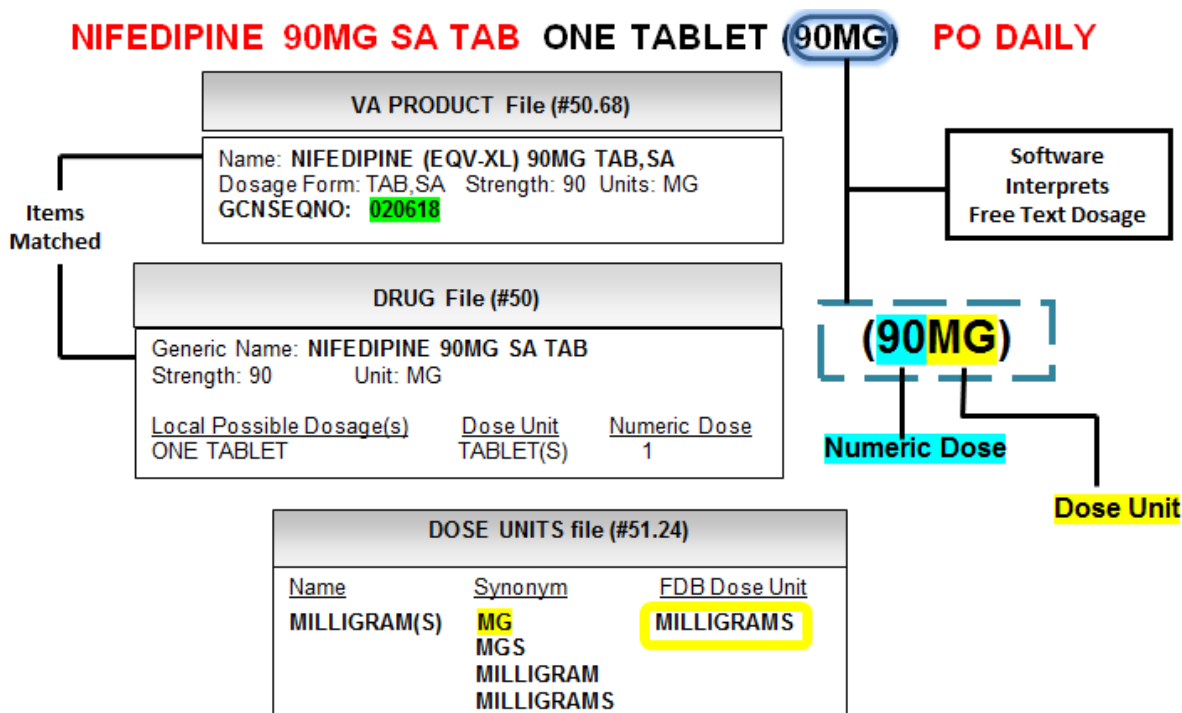 NIFEDIPINE 90MG SA TAB ONE TABLET (90MG) PO DAILY
VA PRODUCT File (#50.68)
Name: NIFEDIPINE (EQV-XL) 90MG TAB,SA
Dosage Form: TAB,SA Strength: 90 Units: MG
GCNSEQNO: 020618
Items
Matched
Software
Interprets
Free Text Dosage
DRUG File (#50)
Generic Name: NIFEDIPINE 90MG SA TAB
Strength: 90 Unit: MG
Local Possible Dosage(s) Dose Unit Numeric Dose
ONE TABLET TABLET(S) 1
(90MG)
Numeric Dose
Dose Unit
DOSE UNITS file (#51.24)
Name Synonym FDB Dose Unit
MILLIGRAM(S) MG MILLIGRAMS
MGS
MILLIGRAM
MILLIGRAMS